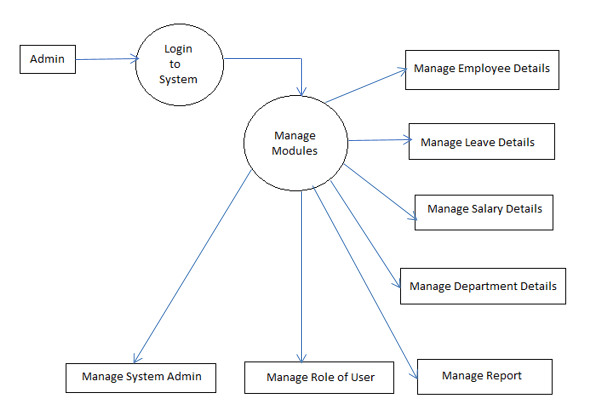 Admin
Login
to
System
Manage Employee Details
Manage
Modules
Manage Leave Details
Manage Salary Details
Manage Department Details
Manage System Admin
Manage Role of User
Manage Report